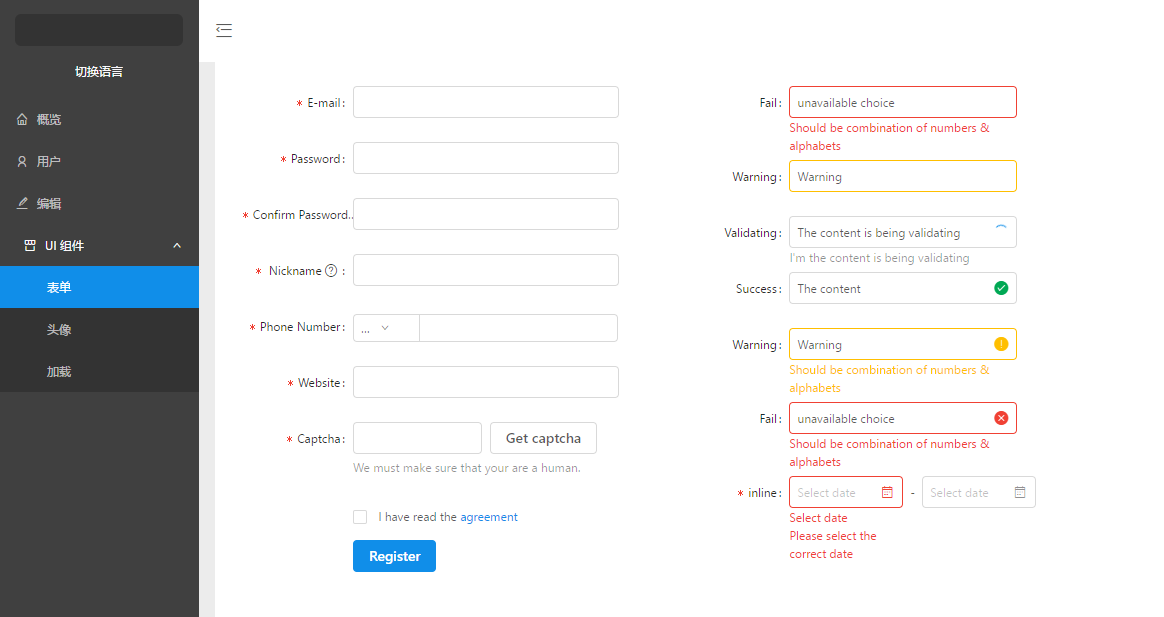 切换语言
概览
用户
编辑
UI 组件
表单
头像
加载
* E-mail:
* Password:
* Confirm Password..
* Nickname ? :
* Phone Number: ...
* Website:
* Captcha: Get captcha
We must make sure that your are a human.
I have read the agreement
Register
Fail: unavailable choice
Should be combination of numbers &
alphabets
Warning: Warning
Validating: The content is being validating
I'm the content is being validating
Success: The content
Warning: Warning
Should be combination of numbers &
alphabets
Fail: unavailable choice
Should be combination of numbers &
alphabets
* inline: Select date - Select date
Select date
Please select the
correct date